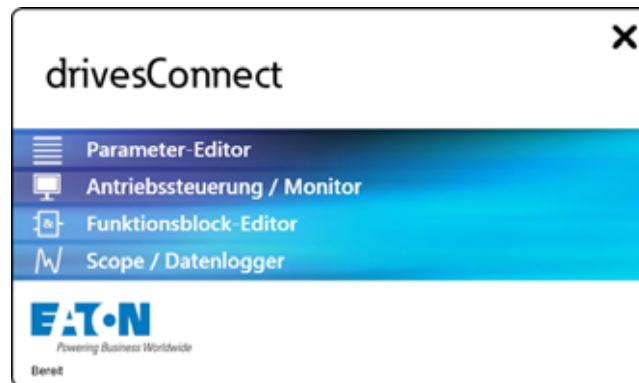 drivesConnect
Parameter-Editor
Antriebssteuerung / Monitor
&
Funktionsblock-Editor
Scope / Datenlogger
EATON
Powering Business Worldwide
Bereit